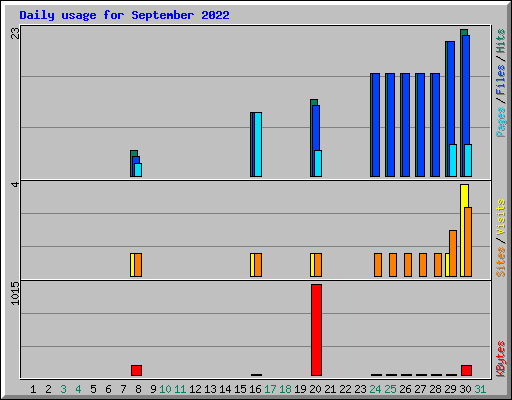 Daily usage for September 2022
23
Pages / Files / Hits
4
Sites / Visits
1015
KBytes
1 2 3 4 5 6 7 8 9 10 11 12 13 14 15 16 17 18 19 20 21 22 23 24 25 26 27 28 29 30 31